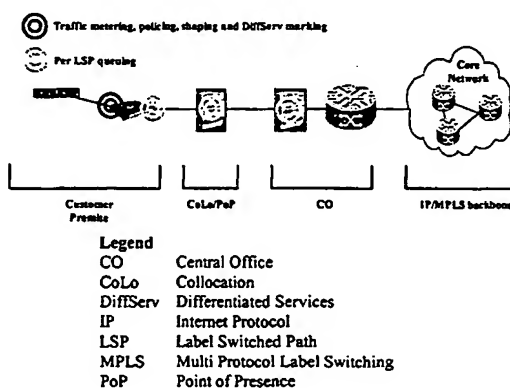 Traffic metering, policing, shaping and DiffServ marking
Per LSP queuing
Core
Network
Customer
Premise
CoLo/PoP
CO
IP/MPLS backbone
Legend
CO Central Office
CoLo Collocation
DiffServ Differentiated Services
IP Internet Protocol
LSP Label Switched Path
MPLS Multi Protocol Label Switching
PoP Point of Presence